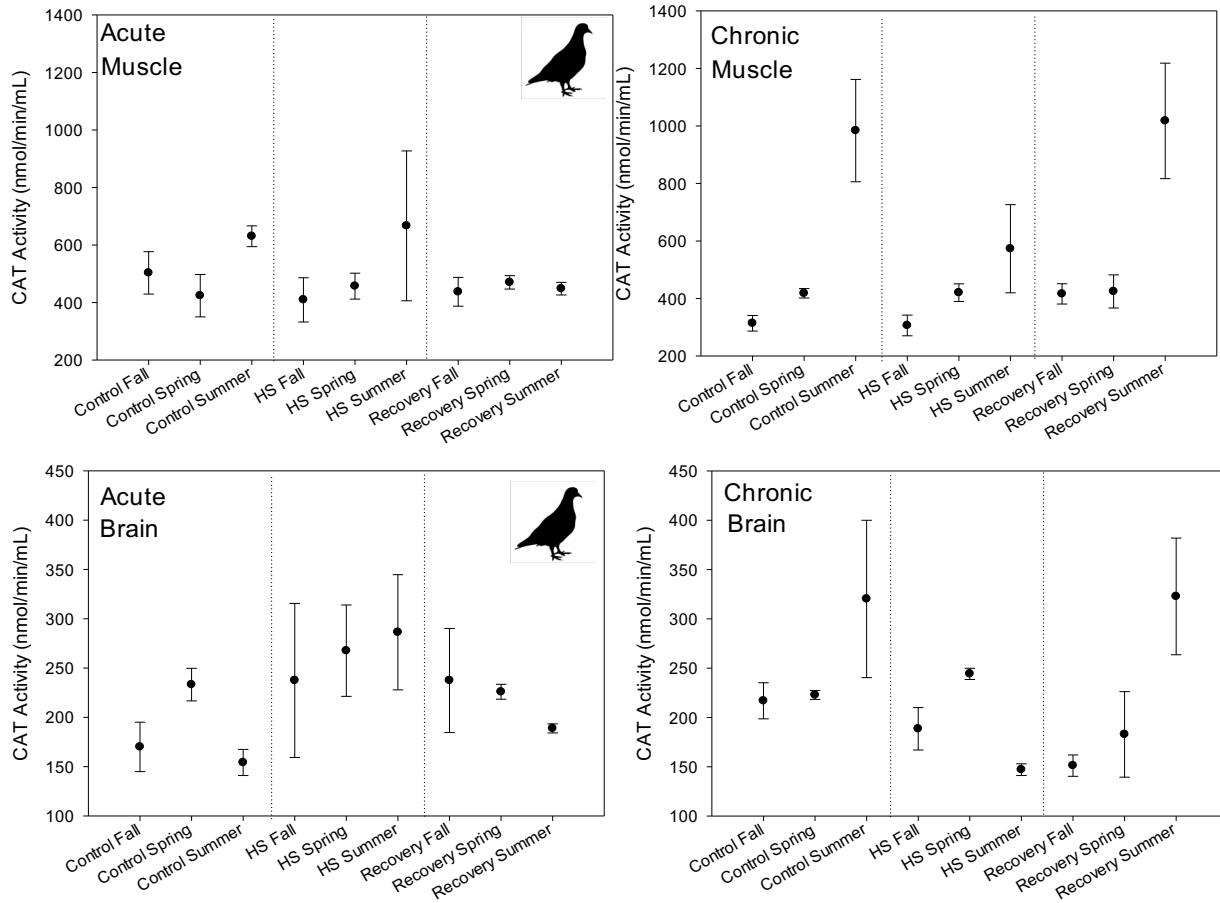 Acute
Muscle
CAT Activity (nmol/min/mL)
1400
1200
1000
800
600
400
200
Control Fall
Control Spring
Control Summer
HS Fall
HS Spring
HS Summer
Recovery Fall
Recovery Spring
Recovery Summer
Chronic
Muscle
CAT Activity (nmol/min/mL)
1400
1200
1000
800
600
400
200
Control Fall
Control Spring
Control Summer
HS Fall
HS Spring
HS Summer
Recovery Fall
Recovery Spring
Recovery Summer
Acute
Brain
CAT Activity (nmol/min/mL)
450
400
350
300
250
200
150
100
Control Fall
Control Spring
Control Summer
HS Fall
HS Spring
HS Summer
Recovery Fall
Recovery Spring
Recovery Summer
Chronic
Brain
CAT Activity (nmol/min/mL)
450
400
350
300
250
200
150
100
Control Fall
Control Spring
Control Summer
HS Fall
HS Spring
HS Summer
Recovery Fall
Recovery Spring
Recovery Summer